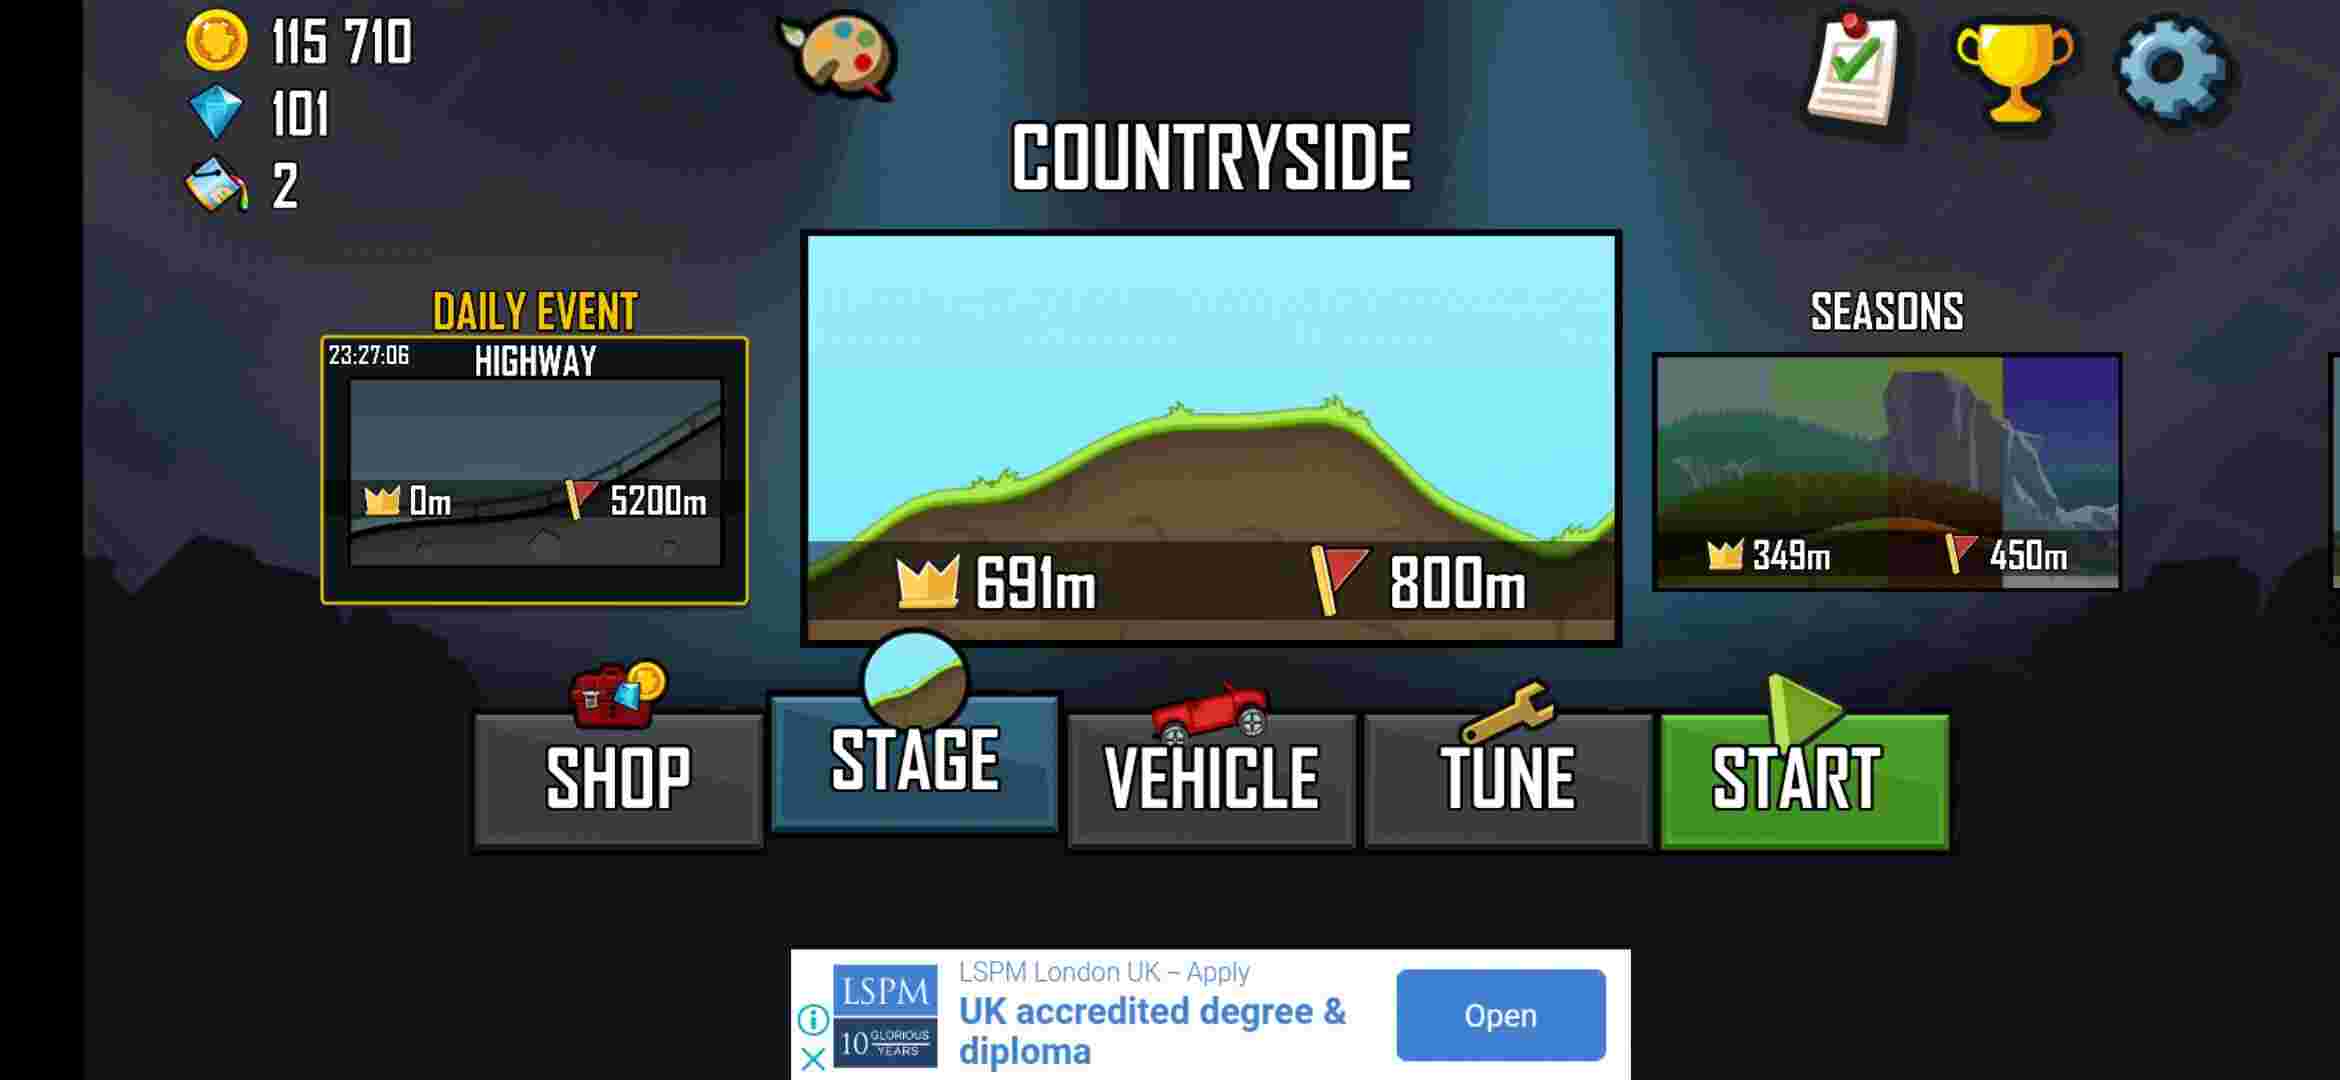 115 710
101
2
COUNTRYSIDE
DAILY EVENT
23:27:06 HIGHWAY
0m 5200m
691m 800m
SEASONS
349m 450m
SHOP
STAGE
VEHICLE
TUNE
START
LSPM
10 GLORIOUS YEARS
LSPM London UK – Apply
UK accredited degree &
diploma
Open